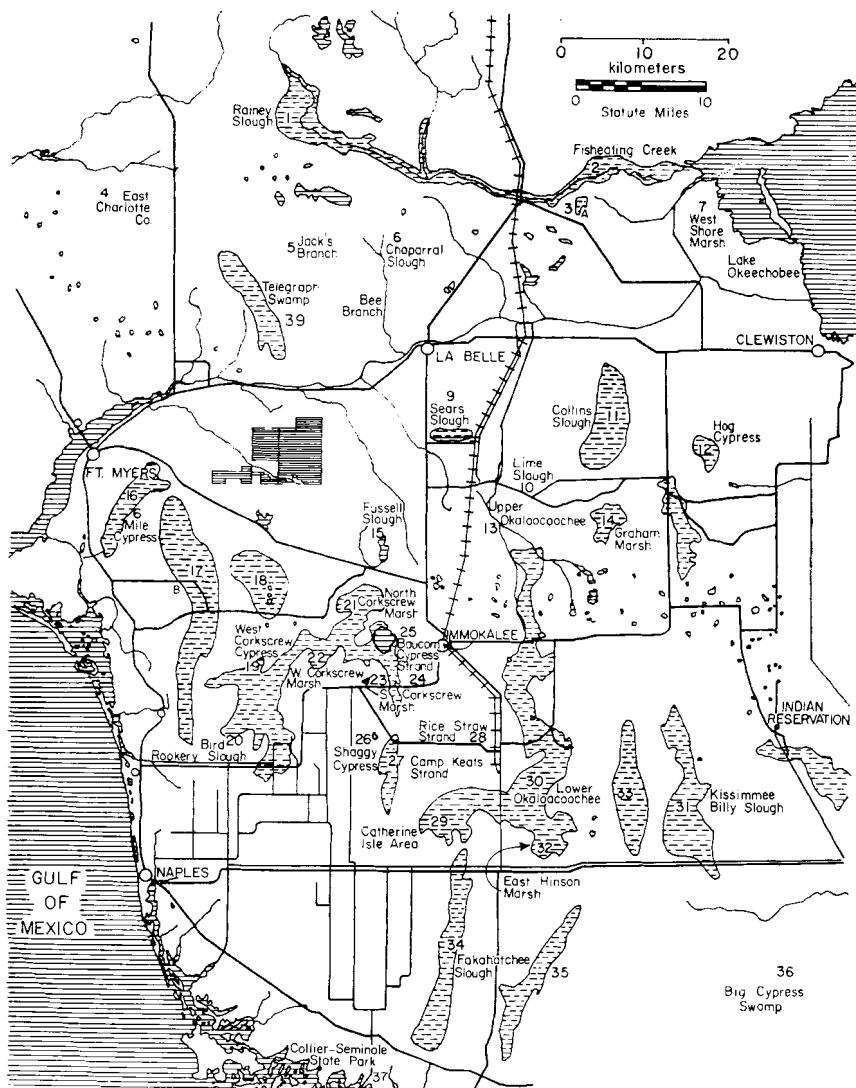 0 10 20
kilometers
0 10
Statute Miles
Rainey
Slough
1
Fisheating Creek
2
4 East
Charlotte
Co.
3
A
7
West
Shore
Marsh
5 Jack's
Branch
6
Chaparral
Slough
Lake
Okeechobee
Telegraph
Swamp
39
Bee
Branch
LA BELLE
CLEWISTON
9
Sears
Slough
Collins
Slough
11
Hog
Cypress
12
FT. MYERS
Lime
Slough
10
16
6
Mile
Cypress
Fussell
Slough
15
Upper
Okaloacoochee
13
14
Graham
Marsh
17
B
18
North
Corkscrew
Marsh
21
West
Corkscrew
Cypress
19
25
Baucom
Cypress
Strand
IMMOKALEE
22
W. Corkscrew
Marsh
23
24
S. Corkscrew
Marsh
INDIAN
RESERVATION
Bird
Rookery Slough
20
26
Shaggy
Cypress
Rice Straw
Strand 28
27
Camp Keats
Strand
30
Lower
Okaloacoochee
33
31
Kissimmee
Billy Slough
Catherine
Isle Area
29
32
East Hinson
Marsh
NAPLES
GULF
OF
MEXICO
34
Fakahatchee
Slough
35
36
Big Cypress
Swamp
Collier-Seminole
State Park
37